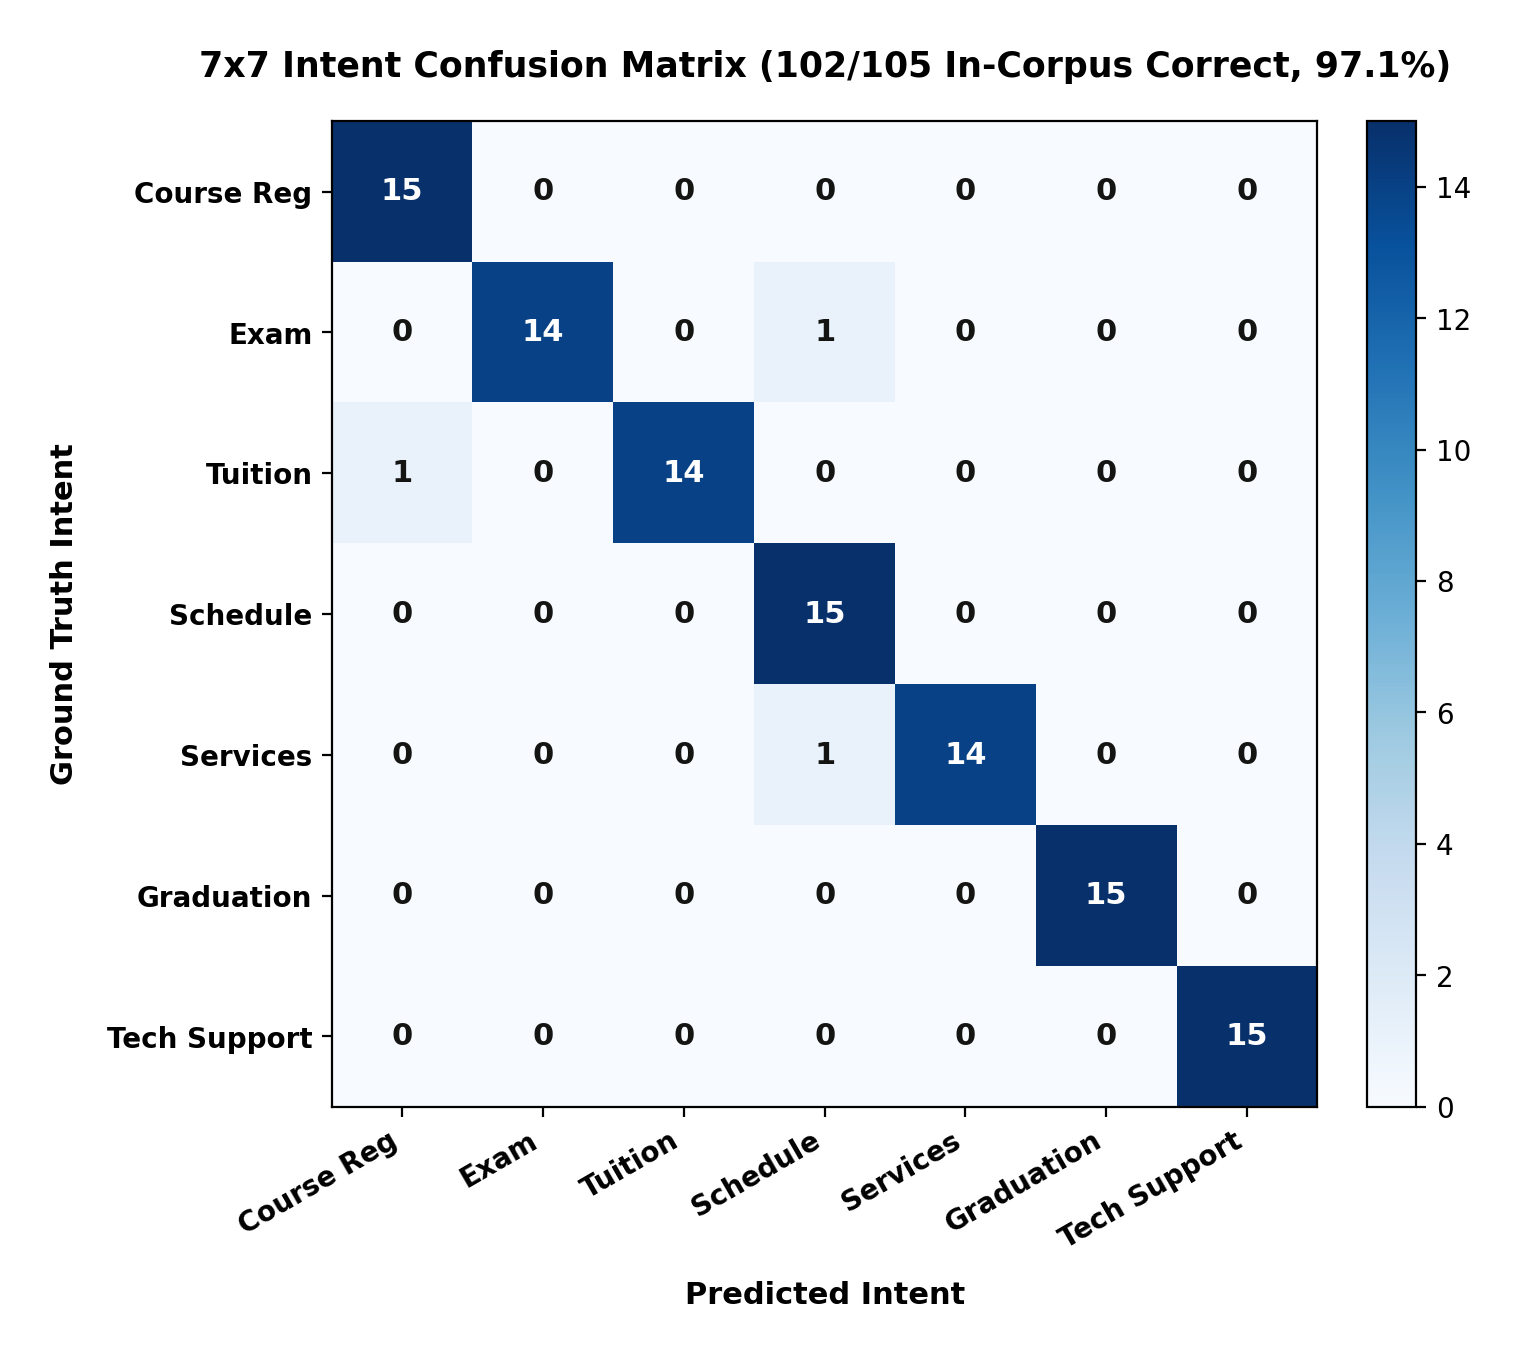 7x7 Intent Confusion Matrix (102/105 In-Corpus Correct, 97.1%)
Ground Truth Intent
Course Reg 15 0 0 0 0 0 0
Exam 0 14 0 1 0 0 0
Tuition 1 0 14 0 0 0 0
Schedule 0 0 0 15 0 0 0
Services 0 0 0 1 14 0 0
Graduation 0 0 0 0 0 15 0
Tech Support 0 0 0 0 0 0 15
Course Reg Exam Tuition Schedule Services Graduation Tech Support
Predicted Intent
14
12
10
8
6
4
2
0